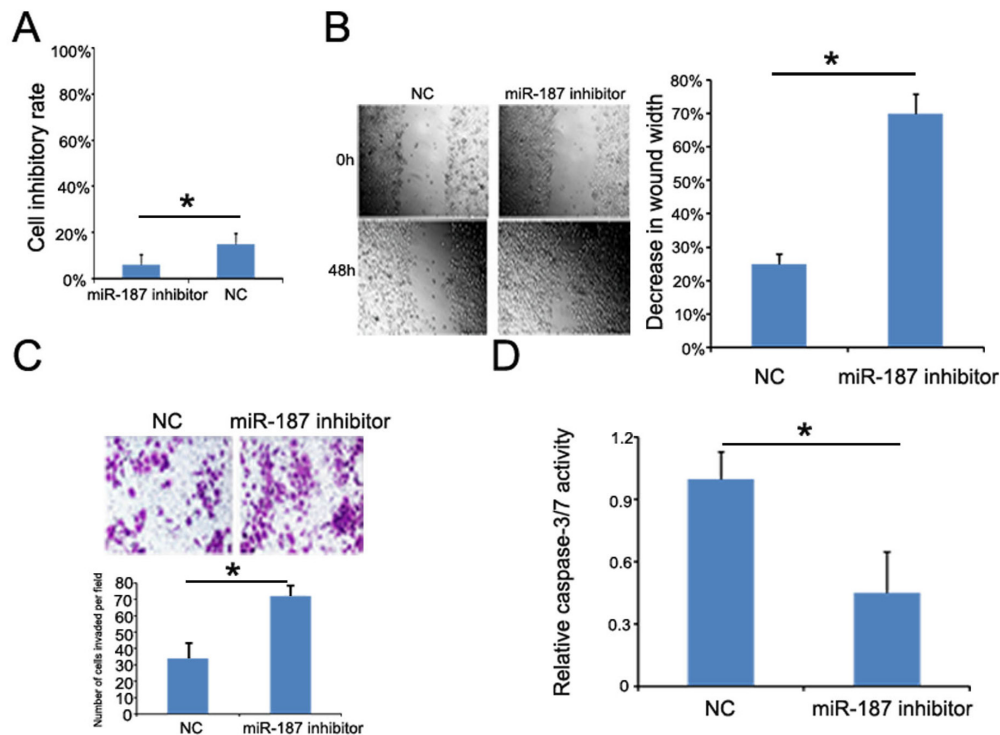 A
Cell inhibitory rate
100%
80%
60%
40%
20%
0%
*
miR-187 inhibitor
NC
B
NC
miR-187 inhibitor
0h
48h
Decrease in wound width
80%
70%
60%
50%
40%
30%
20%
10%
0%
*
NC
miR-187 inhibitor
C
NC
miR-187 inhibitor
Number of cells invaded per field
80
70
60
50
40
30
20
10
0
*
NC
miR-187 inhibitor
D
Relative caspase-3/7 activity
1.2
0.9
0.6
0.3
0
*
NC
miR-187 inhibitor